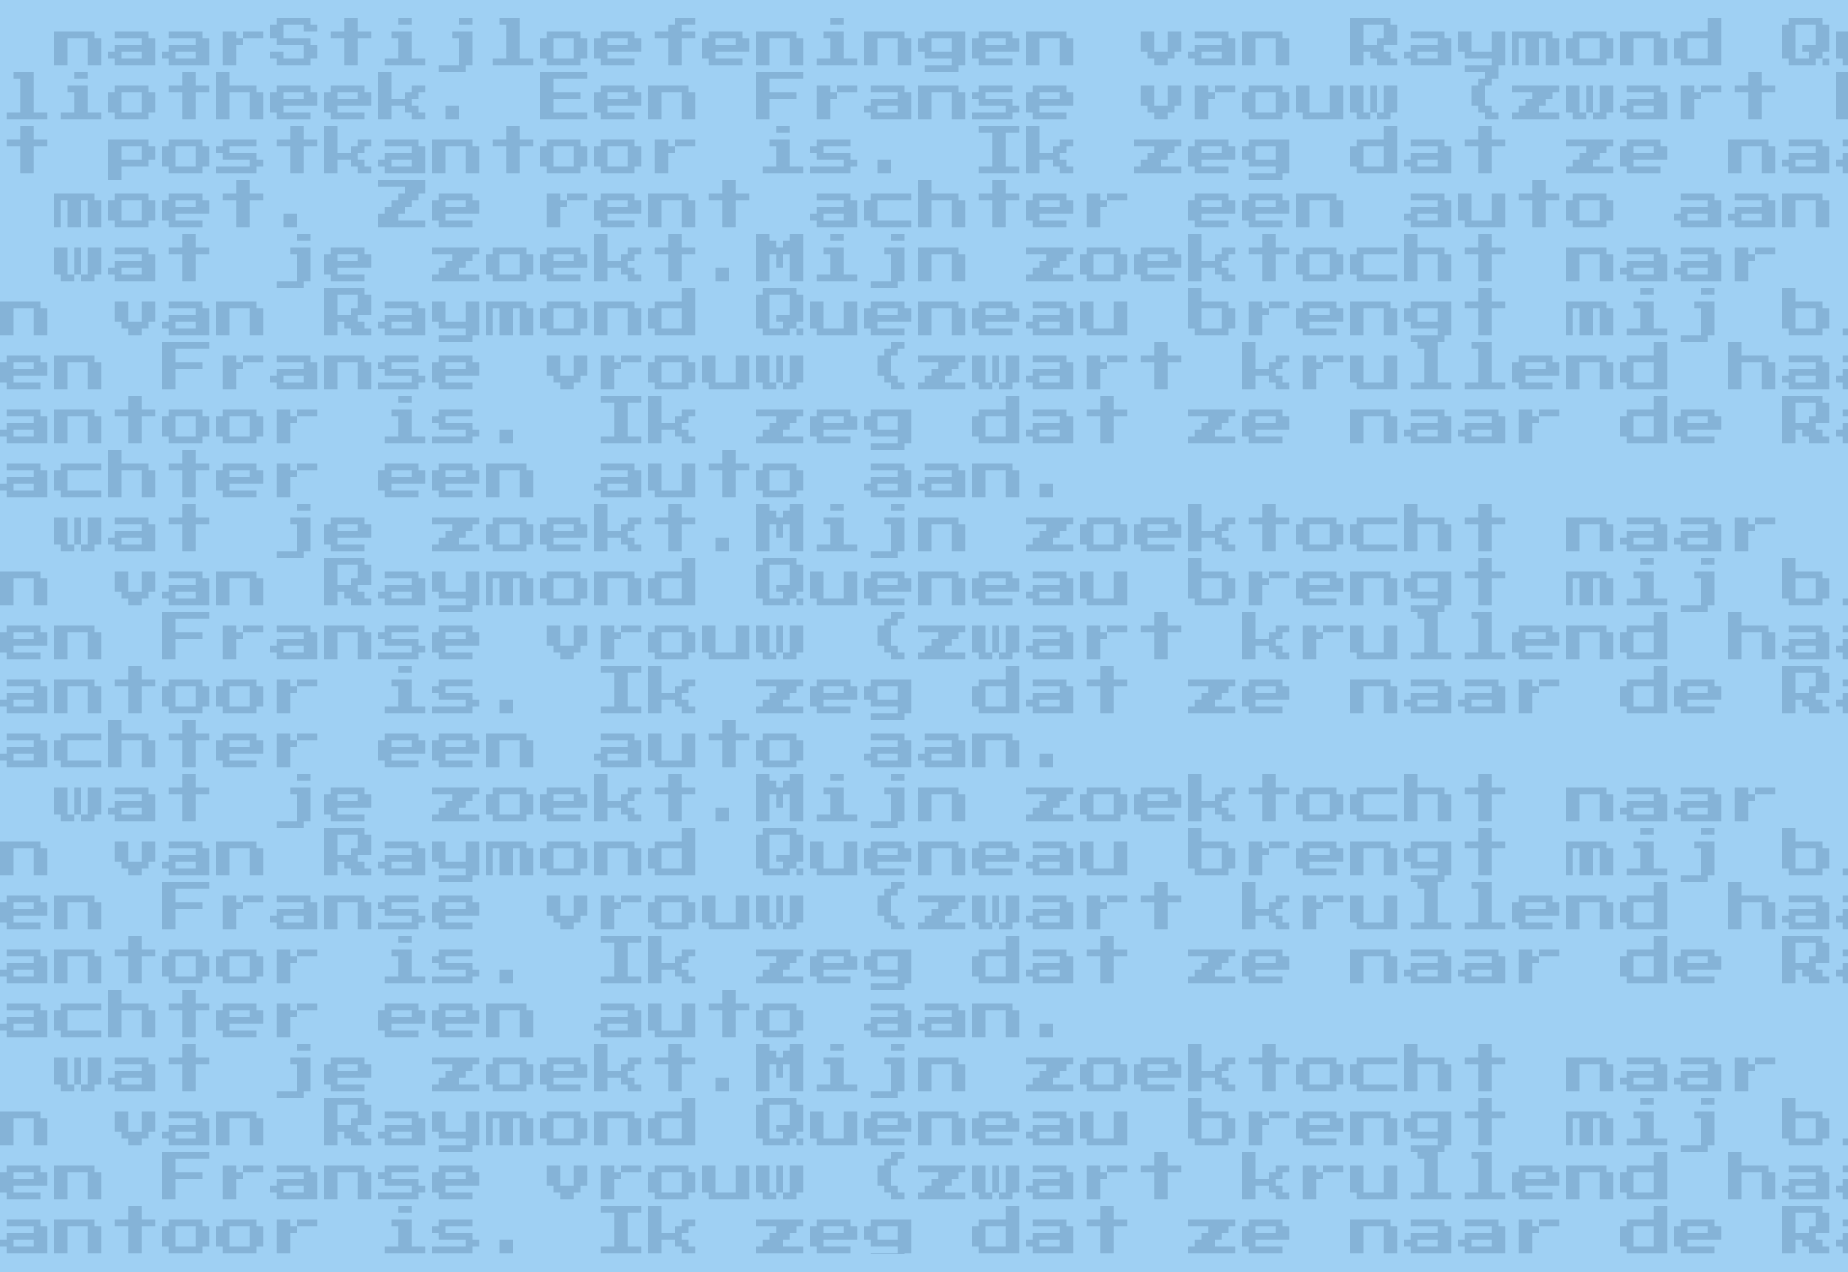 naarStijloefeningen van Raymond Q
liotheek. Een Franse vrouw (zwart
t postkantoor is. Ik zeg dat ze na
moet. Ze rent achter een auto aan
wat je zoekt.Mijn zoektocht naar
n van Raymond Queneau brengt mij b
en Franse vrouw (zwart krullend ha
antoor is. Ik zeg dat ze naar de R
achter een auto aan.
wat je zoekt.Mijn zoektocht naar
n van Raymond Queneau brengt mij b
en Franse vrouw (zwart krullend ha
antoor is. Ik zeg dat ze naar de R
achter een auto aan.
wat je zoekt.Mijn zoektocht naar
n van Raymond Queneau brengt mij b
en Franse vrouw (zwart krullend ha
antoor is. Ik zeg dat ze naar de R
achter een auto aan.
wat je zoekt.Mijn zoektocht naar
n van Raymond Queneau brengt mij b
en Franse vrouw (zwart krullend ha
antoor is. Ik zeg dat ze naar de R